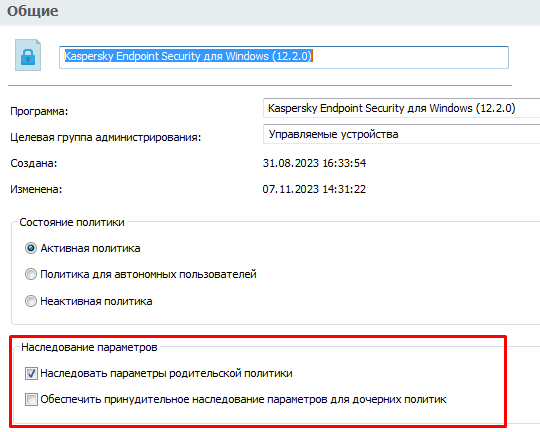 Общие
Kaspersky Endpoint Security для Windows (12.2.0)
Программа: Kaspersky Endpoint Security для Windows (12.2.0)
Целевая группа администрирования: Управляемые устройства
Создана: 31.08.2023 16:33:54
Изменена: 07.11.2023 14:31:22
Состояние политики
Активная политика
Политика для автономных пользователей
Неактивная политика
Наследование параметров
Наследовать параметры родительской политики
Обеспечить принудительное наследование параметров для дочерних политик